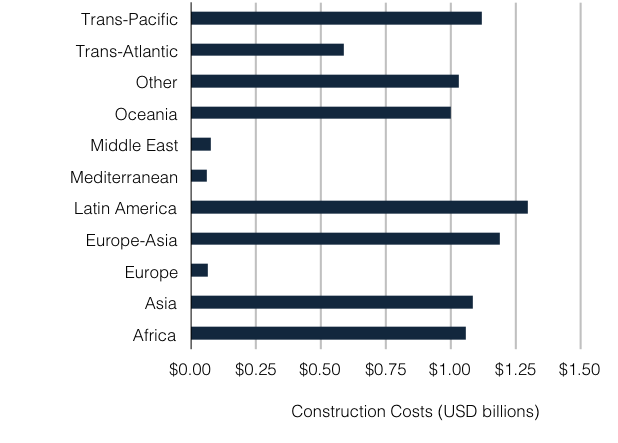 Trans-Pacific
Trans-Atlantic
Other
Oceania
Middle East
Mediterranean
Latin America
Europe-Asia
Europe
Asia
Africa
$0.00 $0.25 $0.50 $0.75 $1.00 $1.25 $1.50
Construction Costs (USD billions)